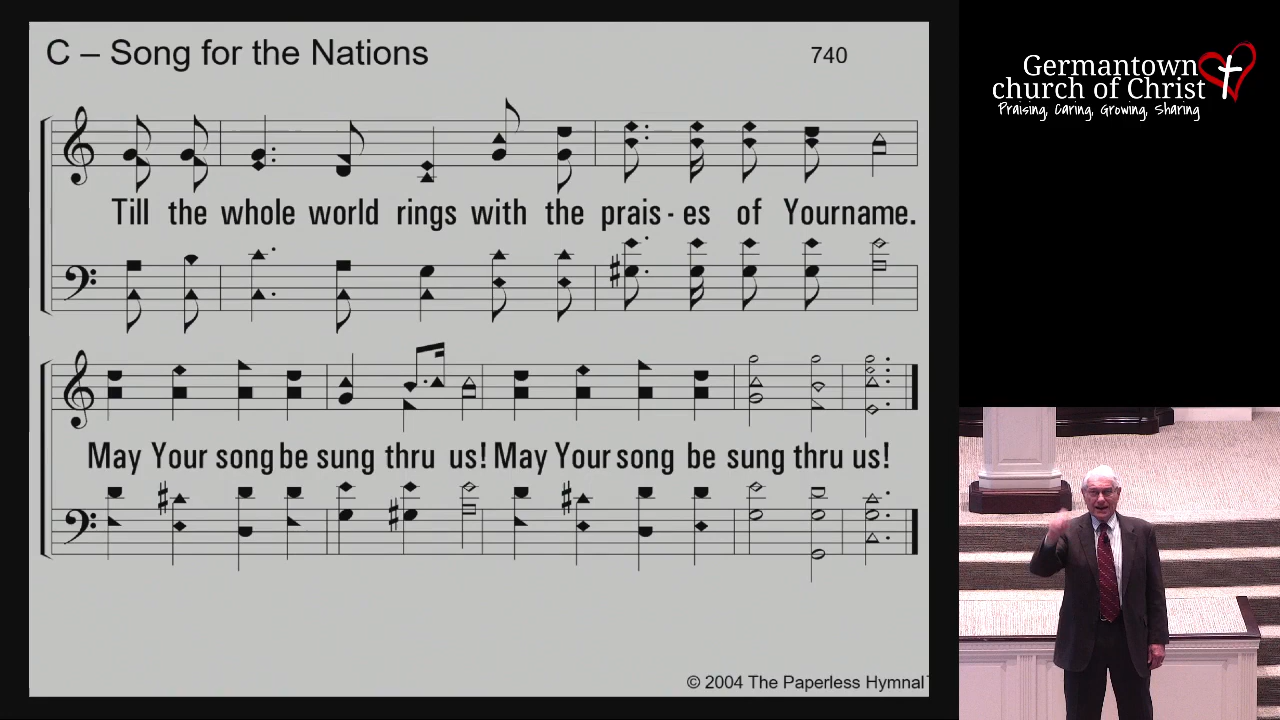 C – Song for the Nations
740
Till the whole world rings with the prais - es of Yourname.
May Your song be sung thru us! May Your song be sung thru us!
© 2004 The Paperless Hymnal
Germantown
church of Christ
Praising, Caring, Growing, Sharing